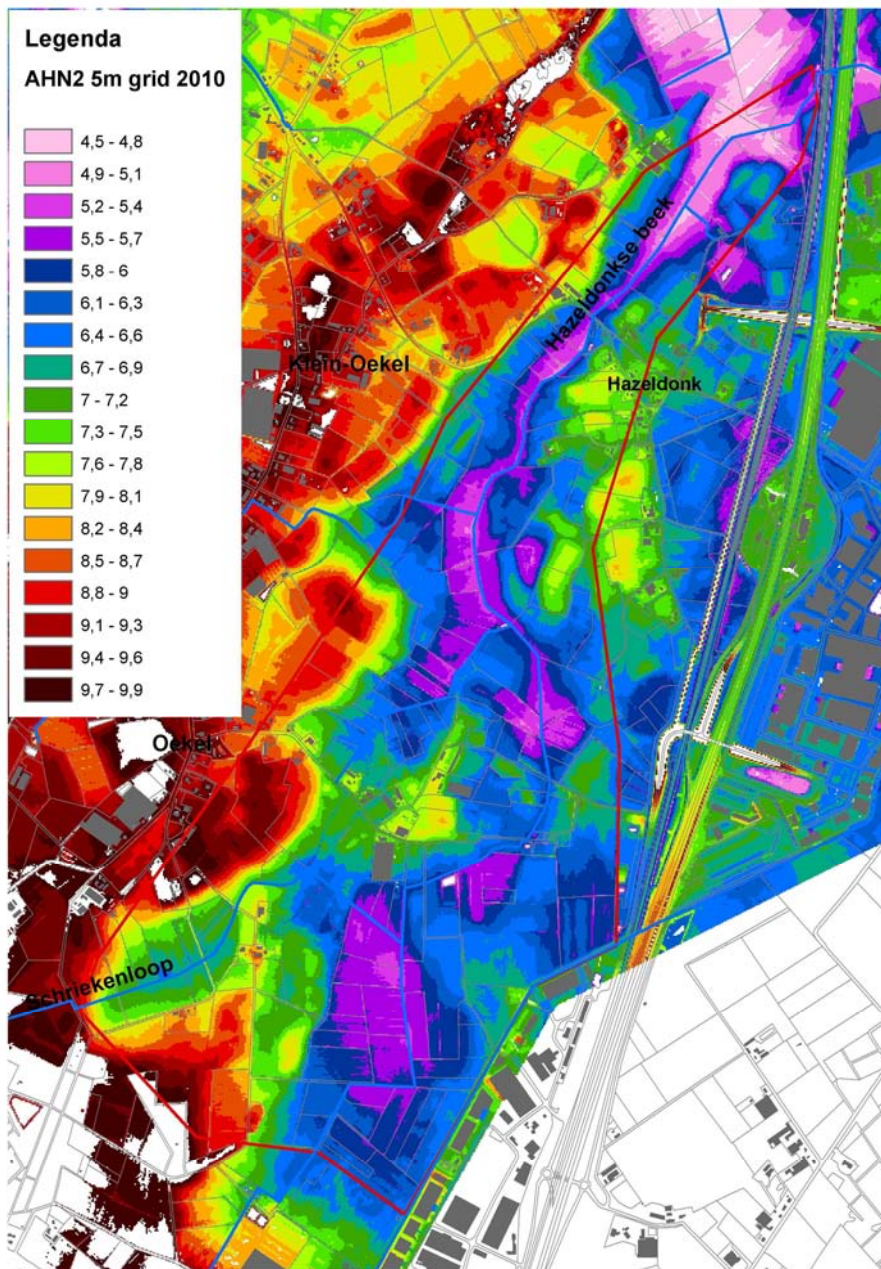 Legenda
AHN2 5m grid 2010
4,5 - 4,8
4,9 - 5,1
5,2 - 5,4
5,5 - 5,7
5,8 - 6
6,1 - 6,3
6,4 - 6,6
6,7 - 6,9
7 - 7,2
7,3 - 7,5
7,6 - 7,8
7,9 - 8,1
8,2 - 8,4
8,5 - 8,7
8,8 - 9
9,1 - 9,3
9,4 - 9,6
9,7 - 9,9
Hazeldonkse beek
Klein-Oekel
Hazeldonk
Oekel
Schriekenloop